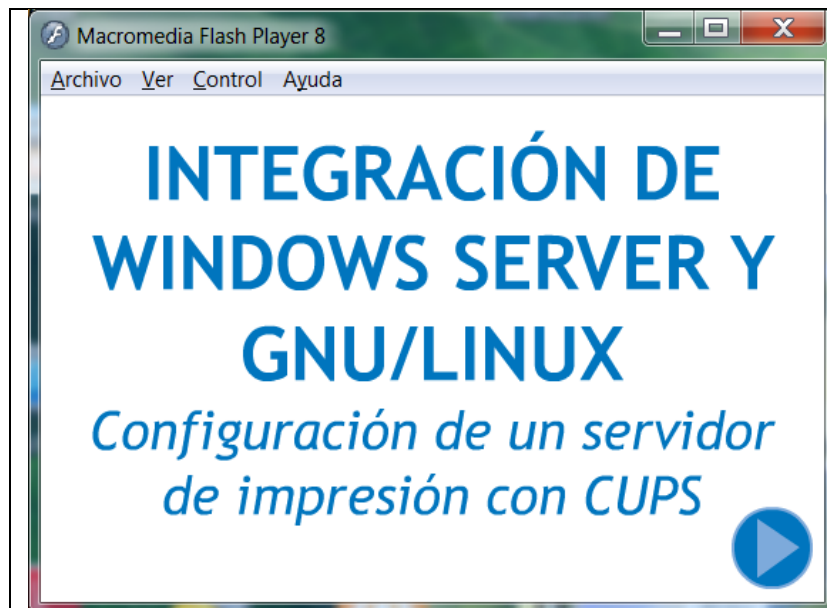 Macromedia Flash Player 8
Archivo Ver Control Ayuda
INTEGRACIÓN DE
WINDOWS SERVER Y
GNU/LINUX
Configuración de un servidor
de impresión con CUPS